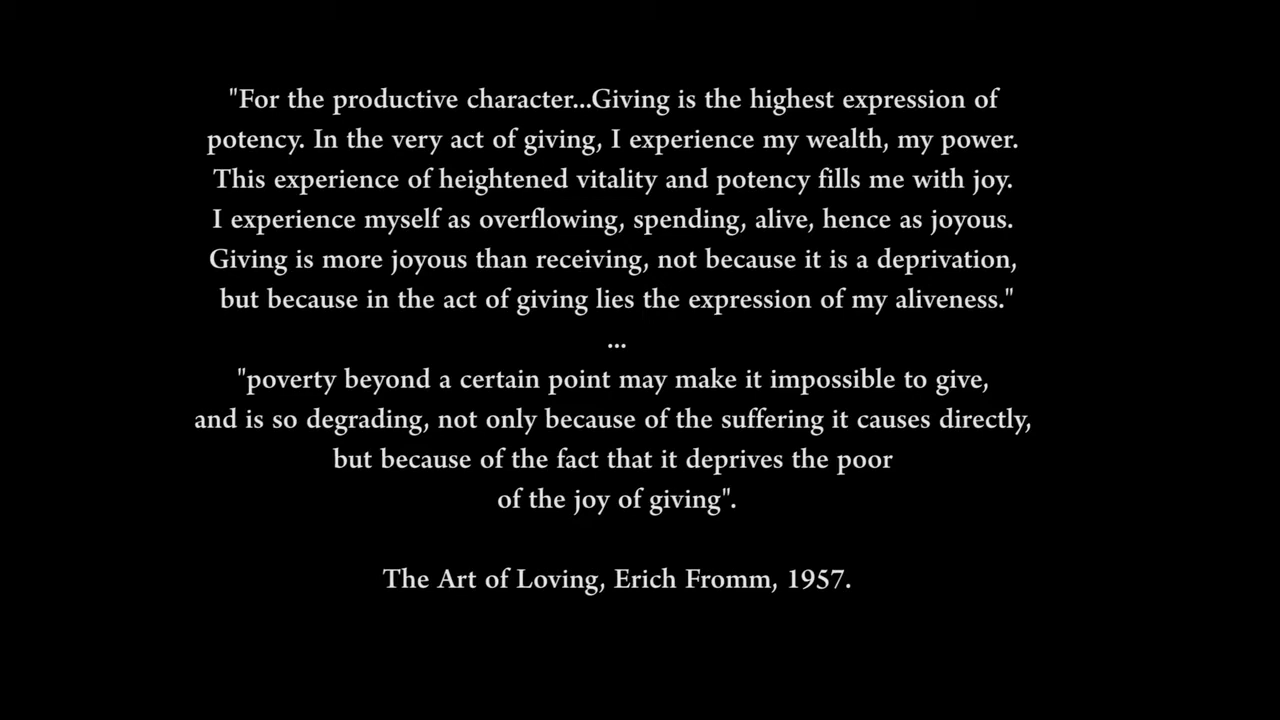 "For the productive character...Giving is the highest expression of
potency. In the very act of giving, I experience my wealth, my power.
This experience of heightened vitality and potency fills me with joy.
I experience myself as overflowing, spending, alive, hence as joyous.
Giving is more joyous than receiving, not because it is a deprivation,
but because in the act of giving lies the expression of my aliveness."
...
"poverty beyond a certain point may make it impossible to give,
and is so degrading, not only because of the suffering it causes directly,
but because of the fact that it deprives the poor
of the joy of giving".
The Art of Loving, Erich Fromm, 1957.